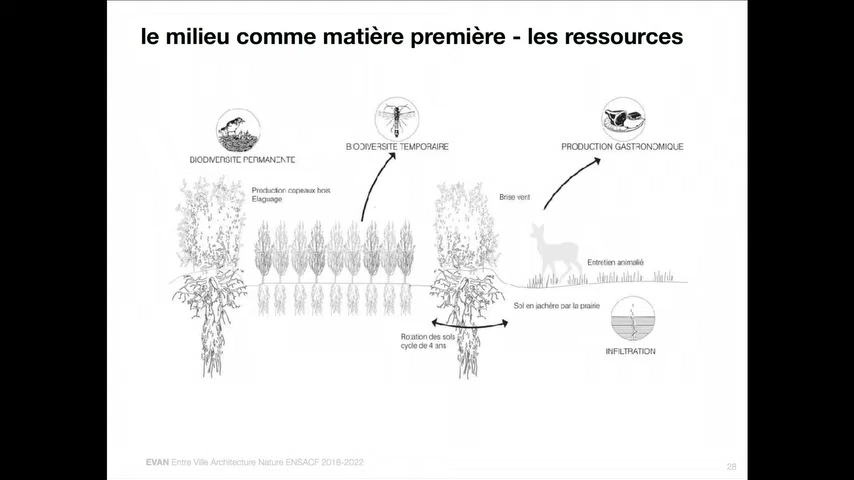 le milieu comme matière première - les ressources
BIODIVERSITE PERMANENTE
BIODIVERSITE TEMPORAIRE
PRODUCTION GASTRONOMIQUE
Production copeaux bois
Elaguage
Brise vent
Entretien animalié
Sol en jachère par la prairie
Rotation des sols
cycle de 4 ans
INFILTRATION
EVAN Entre Ville Architecture Nature ENSACF 2018-2022
28